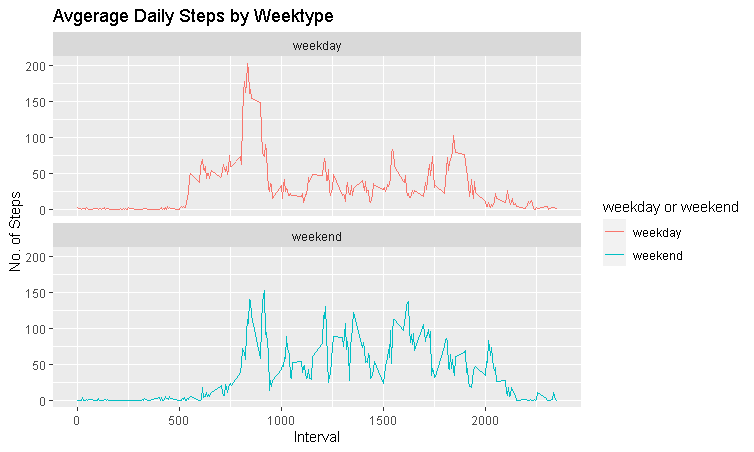 Avgerage Daily Steps by Weektype
weekday
200
150
100
50
0
weekend
200
150
100
50
0
No. of Steps
0
500
1000
1500
2000
Interval
weekday or weekend
weekday
weekend